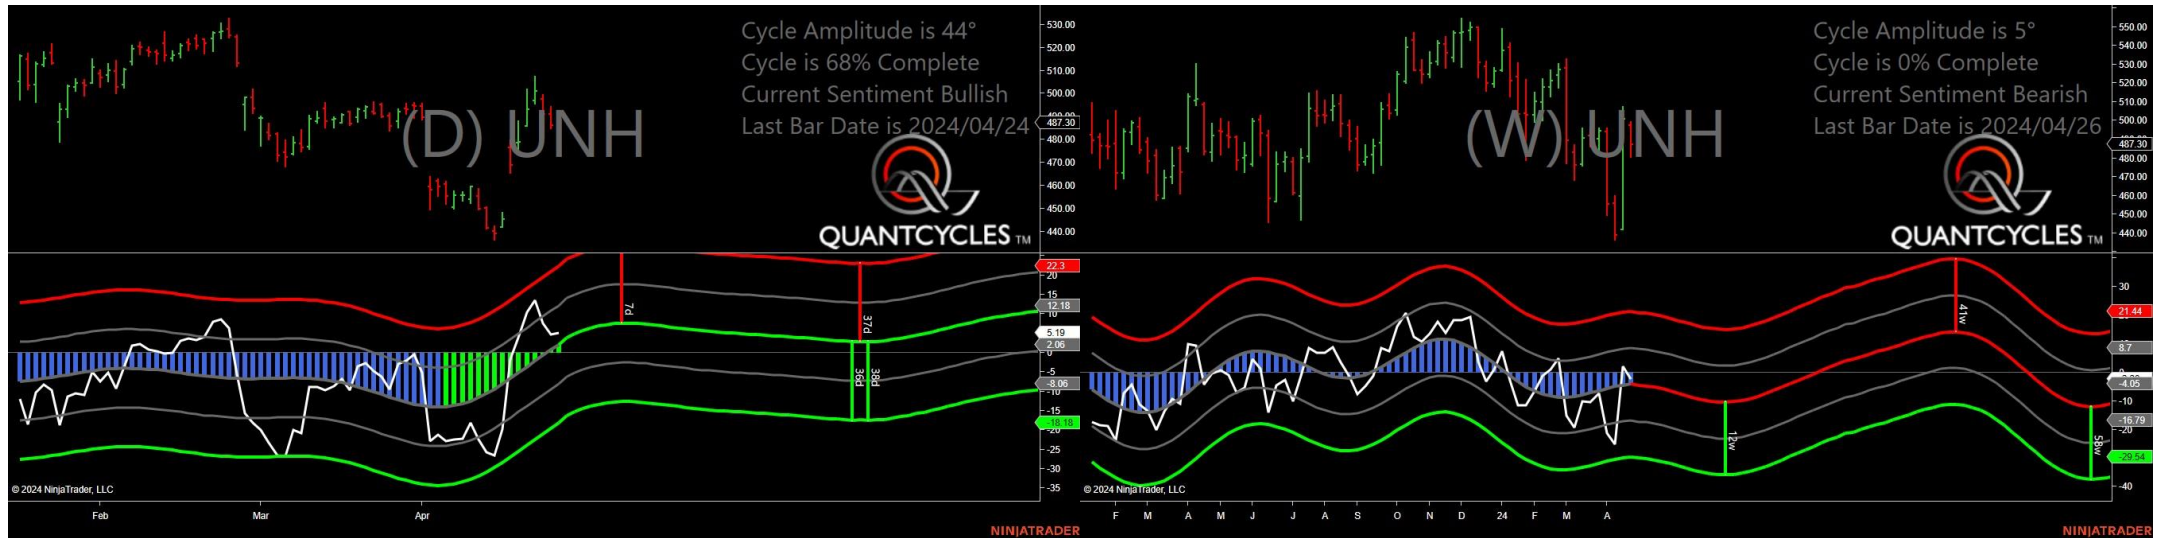 Cycle Amplitude is 44°
Cycle is 68% Complete
Current Sentiment Bullish
Last Bar Date is 2024/04/24
(D) UNH
QUANTCYCLES TM
530.00
520.00
510.00
500.00
490.00
487.30
480.00
470.00
460.00
450.00
440.00
22.3
20
15
12.18
10
5.19
2.06
0
-5
-8.06
-10
-15
-18.18
-20
-25
-30
-35
7d
37d
36d
38d
© 2024 NinjaTrader, LLC
Feb
Mar
Apr
NINJATRADER
Cycle Amplitude is 5°
Cycle is 0% Complete
Current Sentiment Bearish
Last Bar Date is 2024/04/26
(W) UNH
QUANTCYCLES TM
550.00
540.00
530.00
520.00
510.00
500.00
487.30
480.00
470.00
460.00
450.00
440.00
30
21.44
8.7
0
-4.05
-10
-16.79
-20
-29.54
-40
41w
12w
58w
© 2024 NinjaTrader, LLC
F
M
A
M
J
J
A
S
O
N
D
24
F
M
A
NINJATRADER